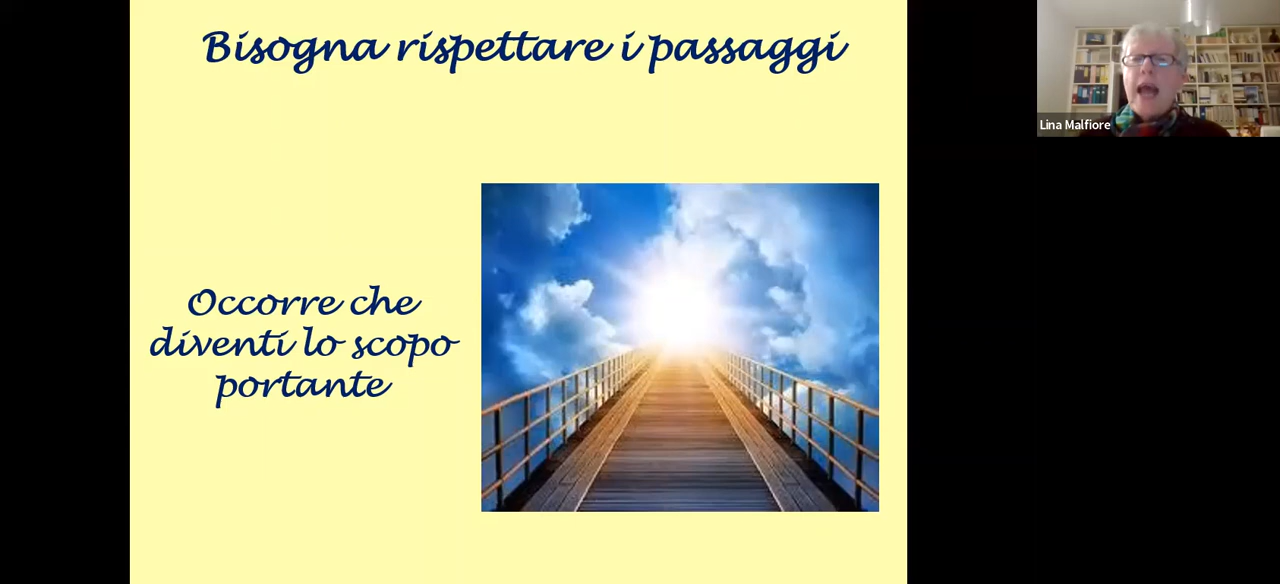 Bisogna rispettare i passaggi
Occorre che
diventi lo scopo
portante
Lina Malfiore